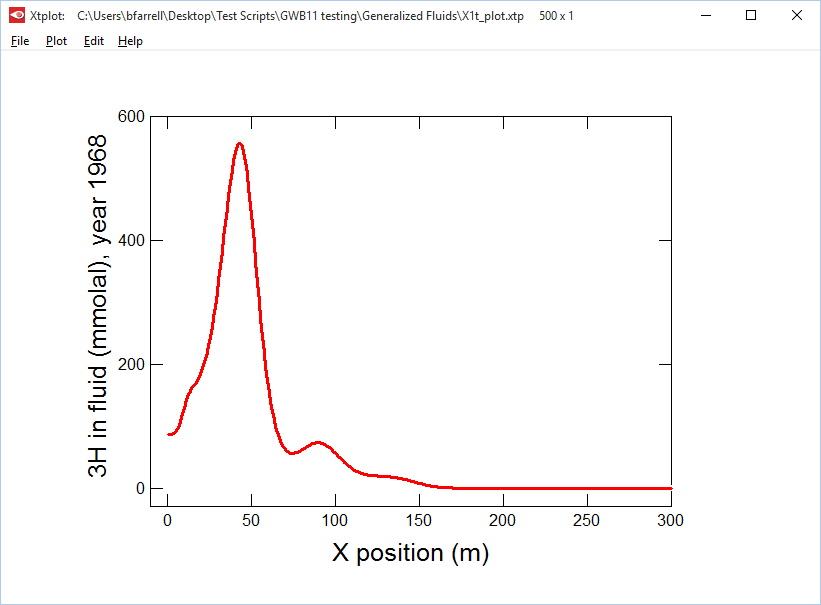 Xtplot: C:\Users\bfarrell\Desktop\Test Scripts\GWB11 testing\Generalized Fluids\X1t_plot.xtp 500 x 1
File Plot Edit Help
600
400
200
0
3H in fluid (mmolal), year 1968
0 50 100 150 200 250 300
X position (m)